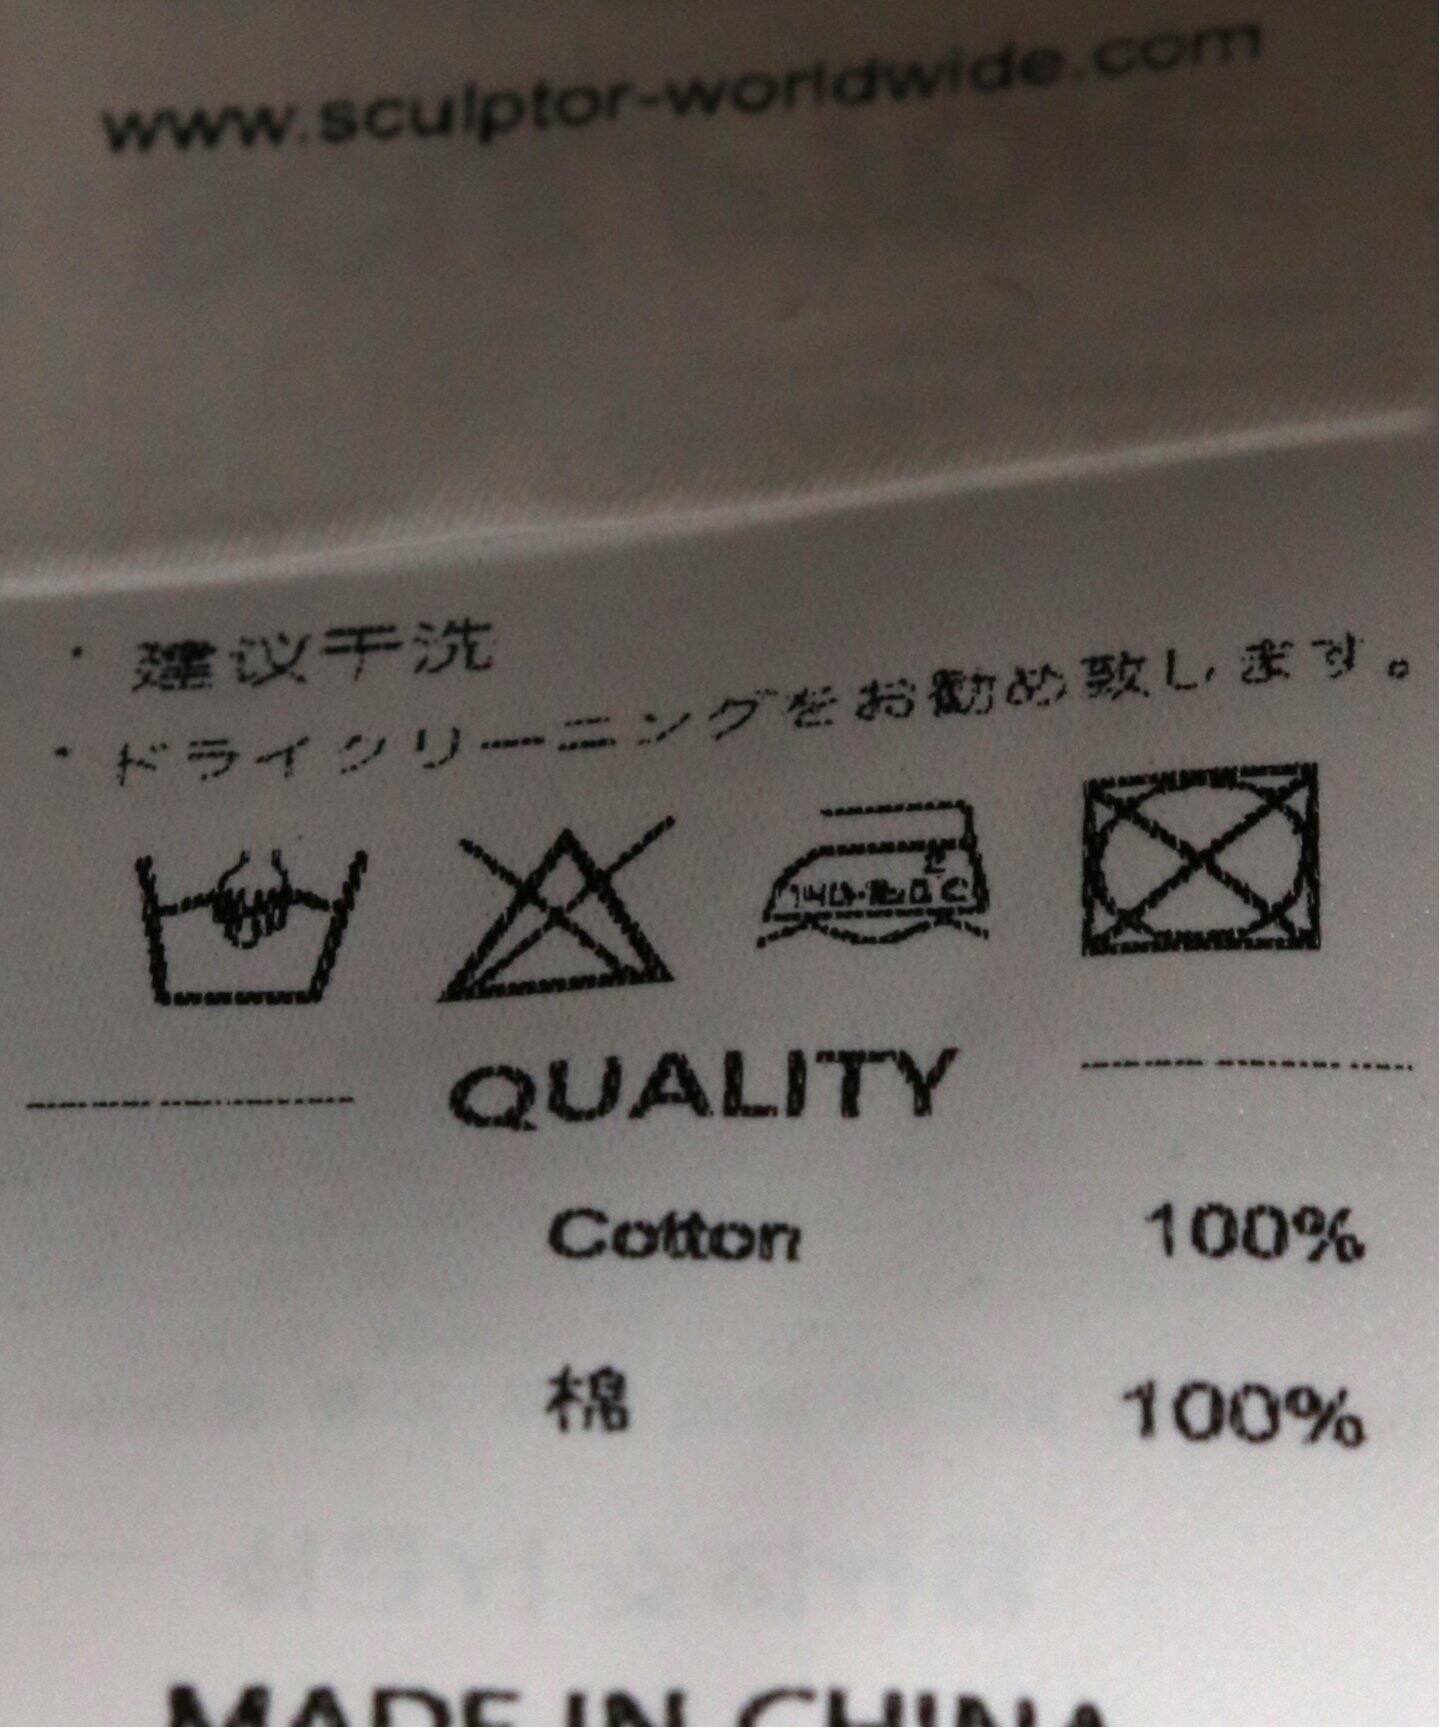 www.sculptor-worldwide.com
· 建议干洗
· ドライクリーニングをお勧め致します。
QUALITY
Cotton 100%
棉 100%
MADE IN CHINA